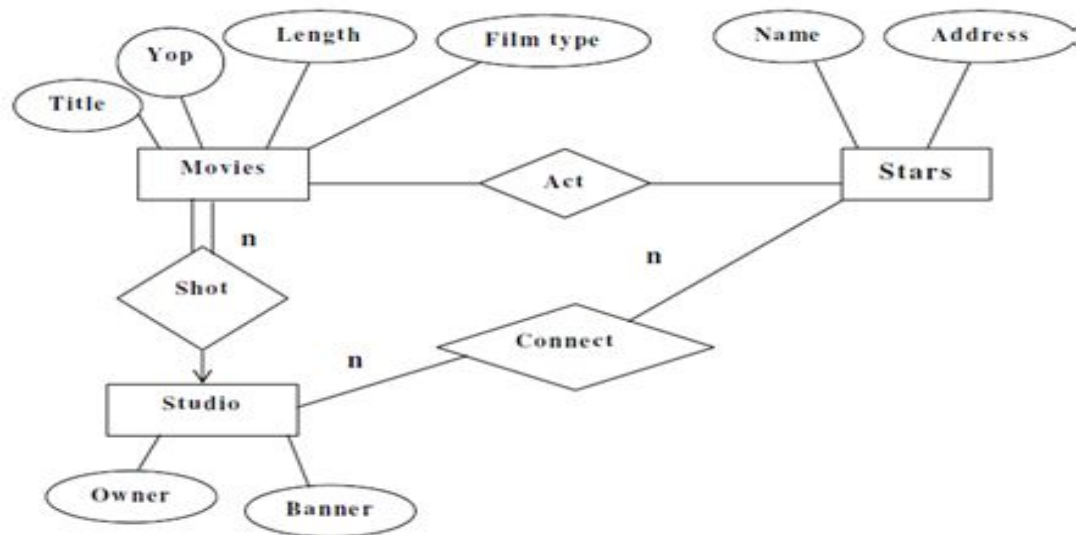 Length
Film type
Name
Address
Yop
Title
Movies
Act
Stars
n
n
Shot
Connect
n
Studio
Owner
Banner